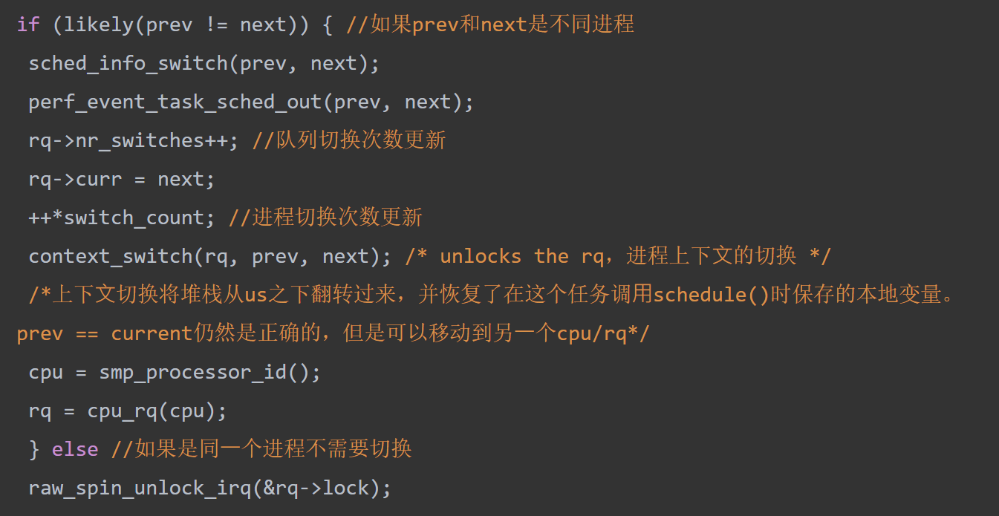 if (likely(prev != next)) { //如果prev和next是不同进程
sched_info_switch(prev, next);
perf_event_task_sched_out(prev, next);
rq->nr_switches++; //队列切换次数更新
rq->curr = next;
++*switch_count; //进程切换次数更新
context_switch(rq, prev, next); /* unlocks the rq，进程上下文的切换 */
/*上下文切换将堆栈从us之下翻转过来，并恢复了在这个任务调用schedule()时保存的本地变量。
prev == current仍然是正确的，但是可以移动到另一个cpu/rq*/
cpu = smp_processor_id();
rq = cpu_rq(cpu);
} else //如果是同一个进程不需要切换
raw_spin_unlock_irq(&rq->lock);